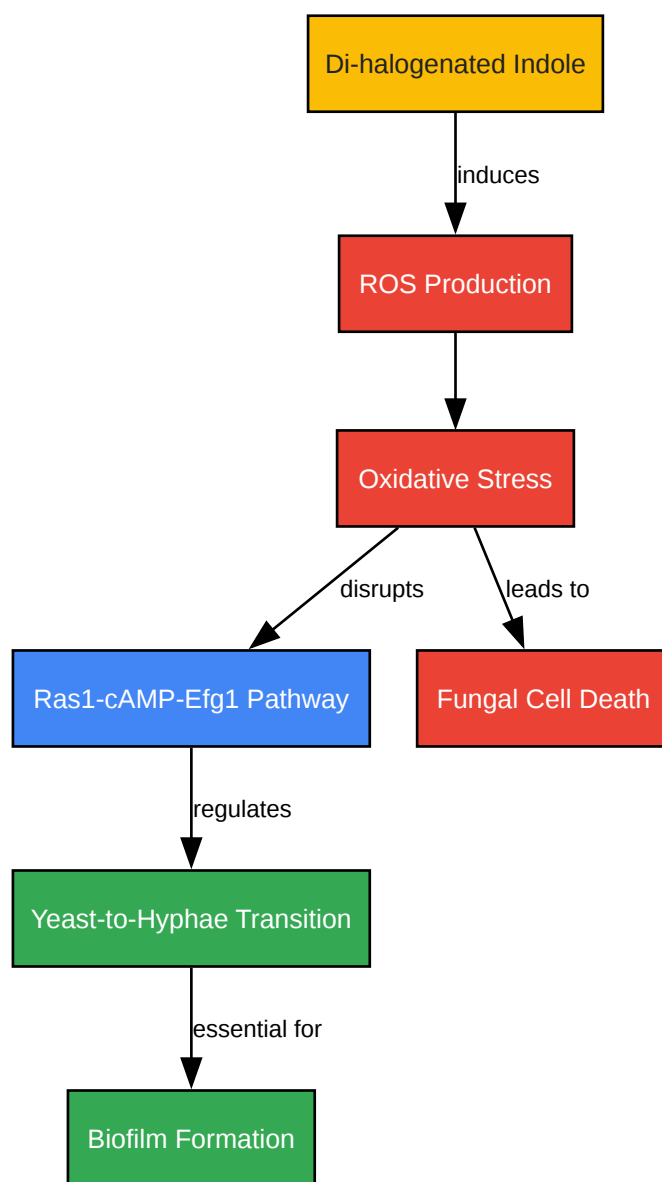 Di-halogenated Indole
induces
ROS Production
Oxidative Stress
disrupts
leads to
Ras1-cAMP-Efg1 Pathway
Fungal Cell Death
regulates
Yeast-to-Hyphae Transition
essential for
Biofilm Formation